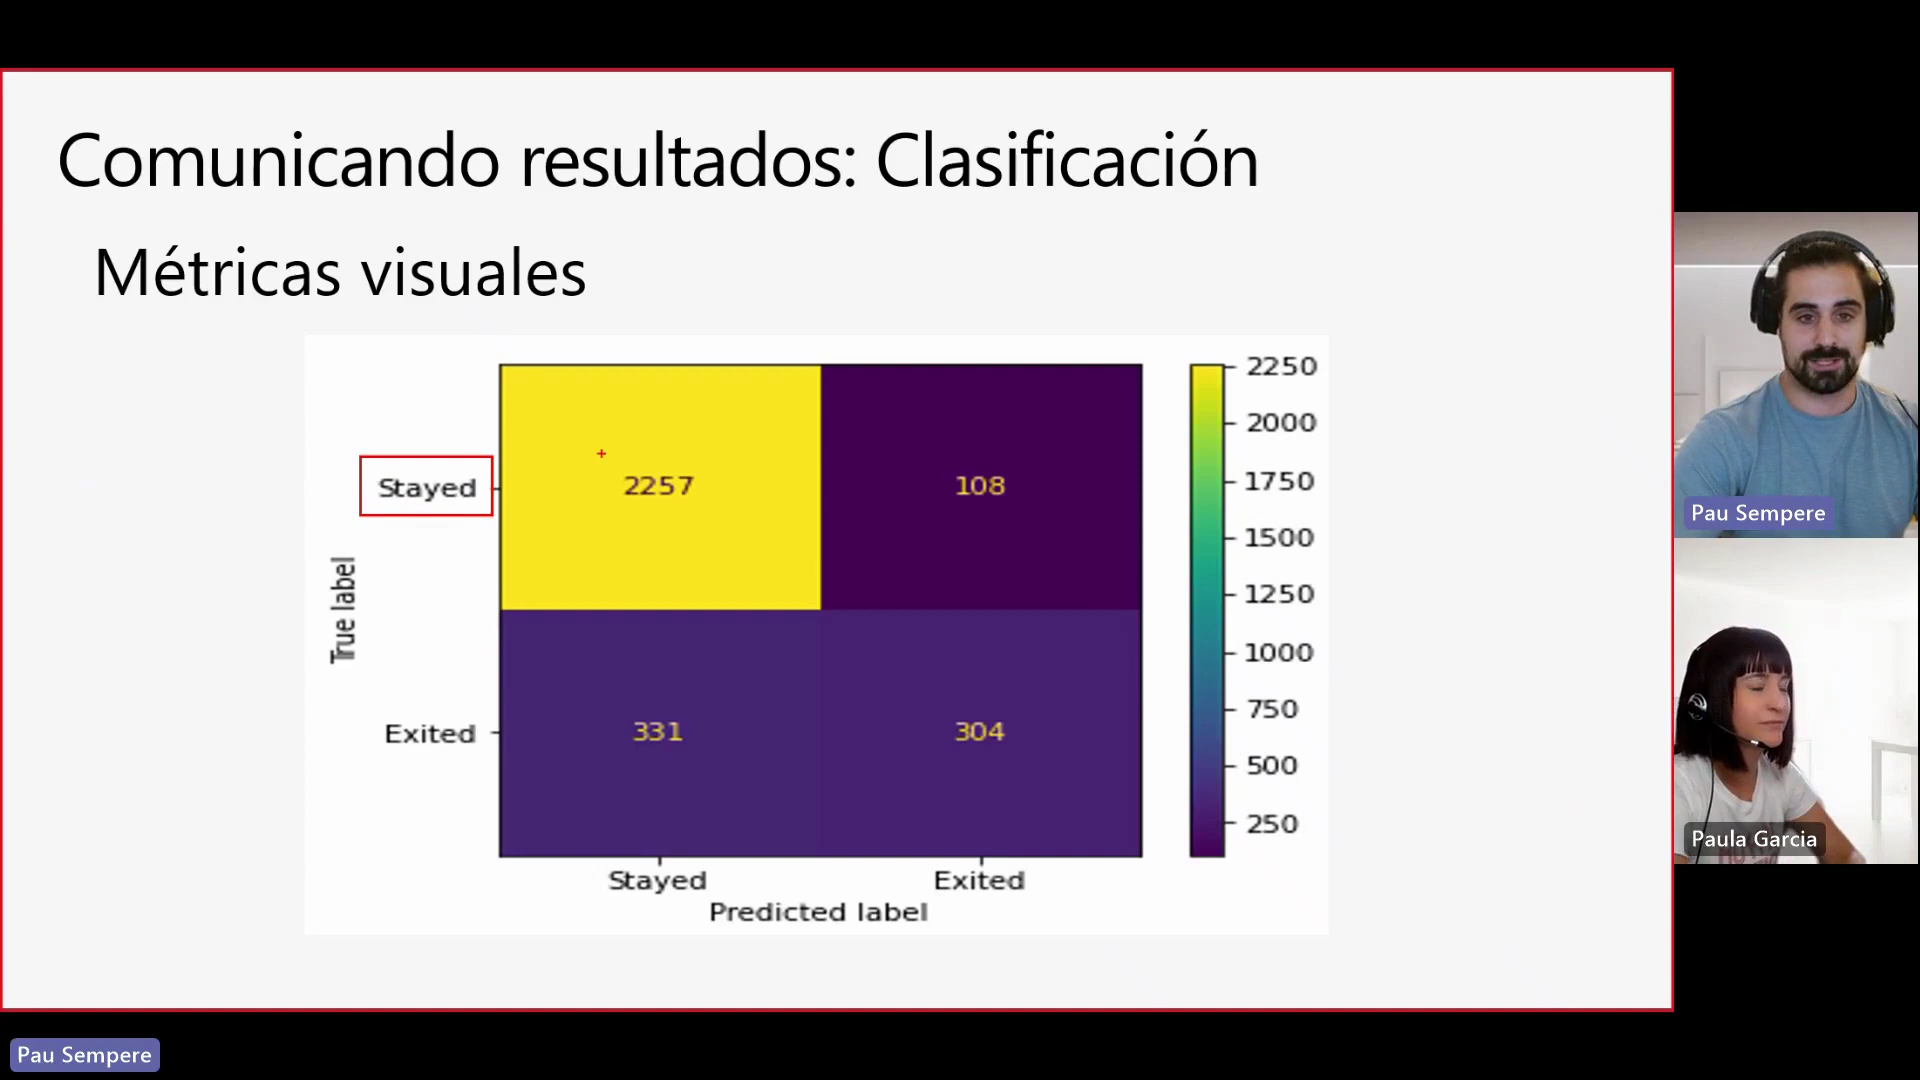 Comunicando resultados: Clasificación
Métricas visuales
2250
2000
1750
1500
1250
1000
750
500
250
Stayed
2257
108
True label
Exited
331
304
Stayed
Exited
Predicted label
Pau Sempere
Paula Garcia
Pau Sempere